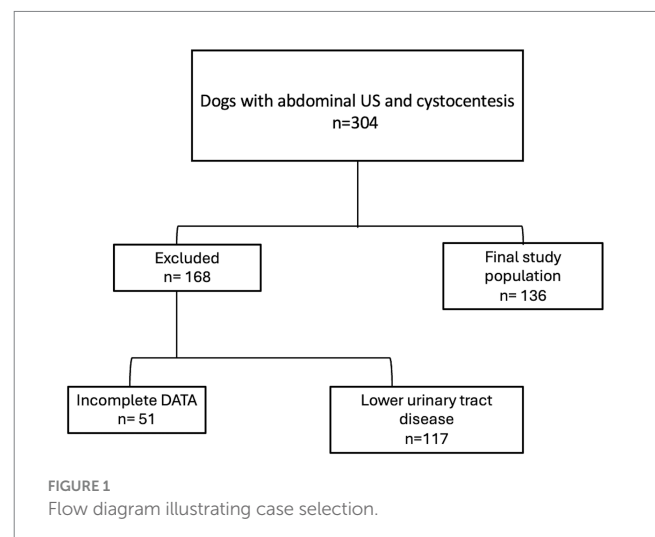 Dogs with abdominal US and cystocentesis
n=304
Excluded
n= 168
Final study
population
n= 136
Incomplete DATA
n= 51
Lower urinary tract
disease
n=117
FIGURE 1
Flow diagram illustrating case selection.